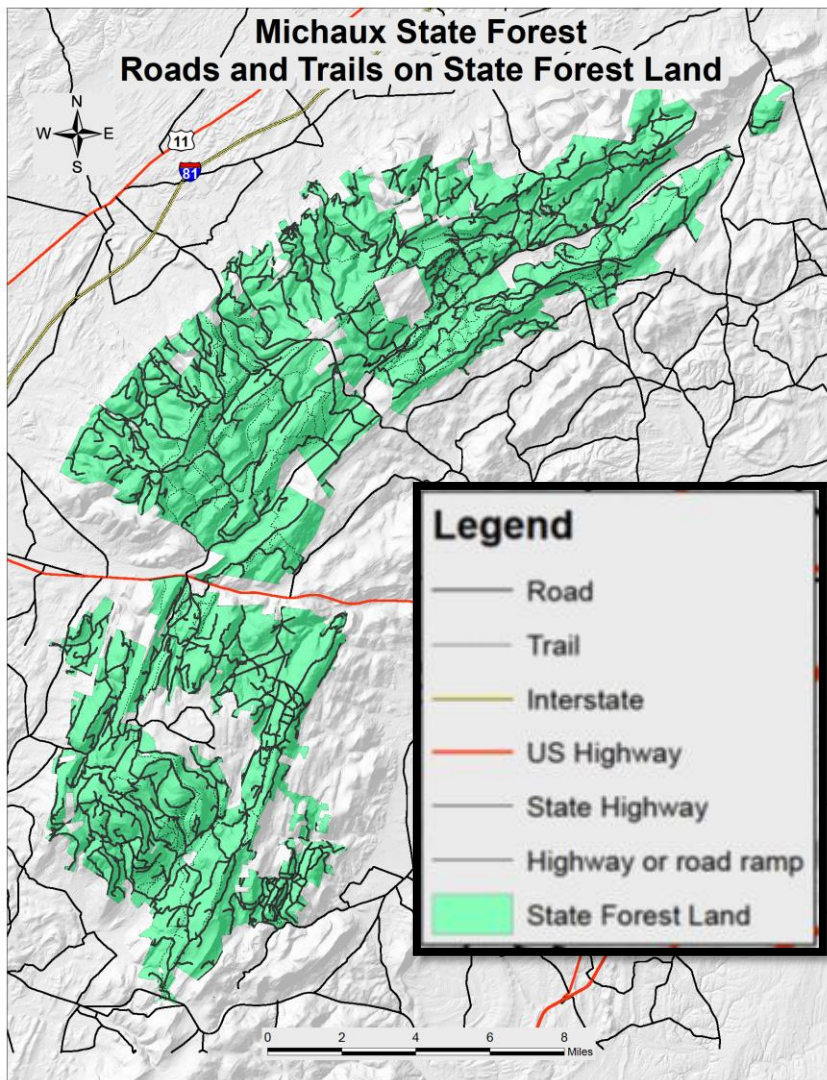 Michaux State Forest
Roads and Trails on State Forest Land
N
W E
S
11
81
Legend
Road
Trail
Interstate
US Highway
State Highway
Highway or road ramp
State Forest Land
0 2 4 6 8
Miles